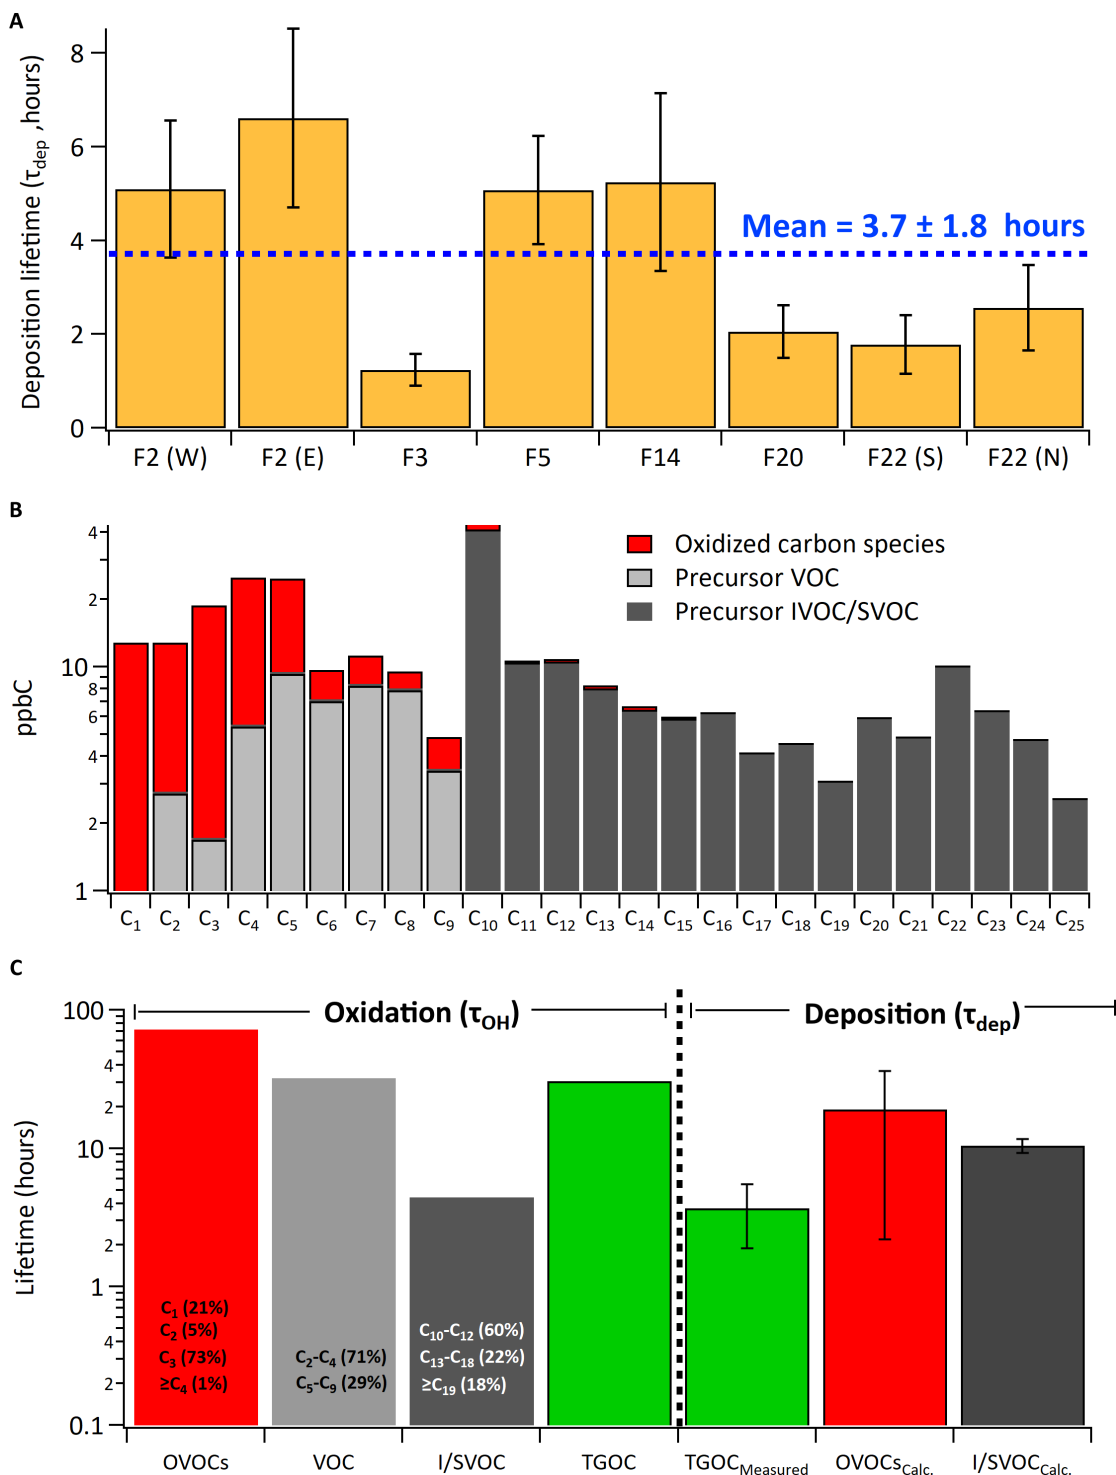 A
Deposition lifetime (τdep ,hours)
8
6
4
2
0
Mean = 3.7 ± 1.8 hours
F2 (W) F2 (E) F3 F5 F14 F20 F22 (S) F22 (N)
B
ppbC
4
2
10
8
6
4
2
1
Oxidized carbon species
Precursor VOC
Precursor IVOC/SVOC
C1 C2 C3 C4 C5 C6 C7 C8 C9 C10 C11 C12 C13 C14 C15 C16 C17 C18 C19 C20 C21 C22 C23 C24 C25
C
Lifetime (hours)
100
4
2
10
4
2
1
4
2
0.1
Oxidation (τOH)
Deposition (τdep)
C1 (21%)
C2 (5%)
C3 (73%)
≥C4 (1%)
C2-C4 (71%)
C5-C9 (29%)
C10-C12 (60%)
C13-C18 (22%)
≥C19 (18%)
OVOCs VOC I/SVOC TGOC TGOCMeasured OVOCsCalc. I/SVOCCalc.